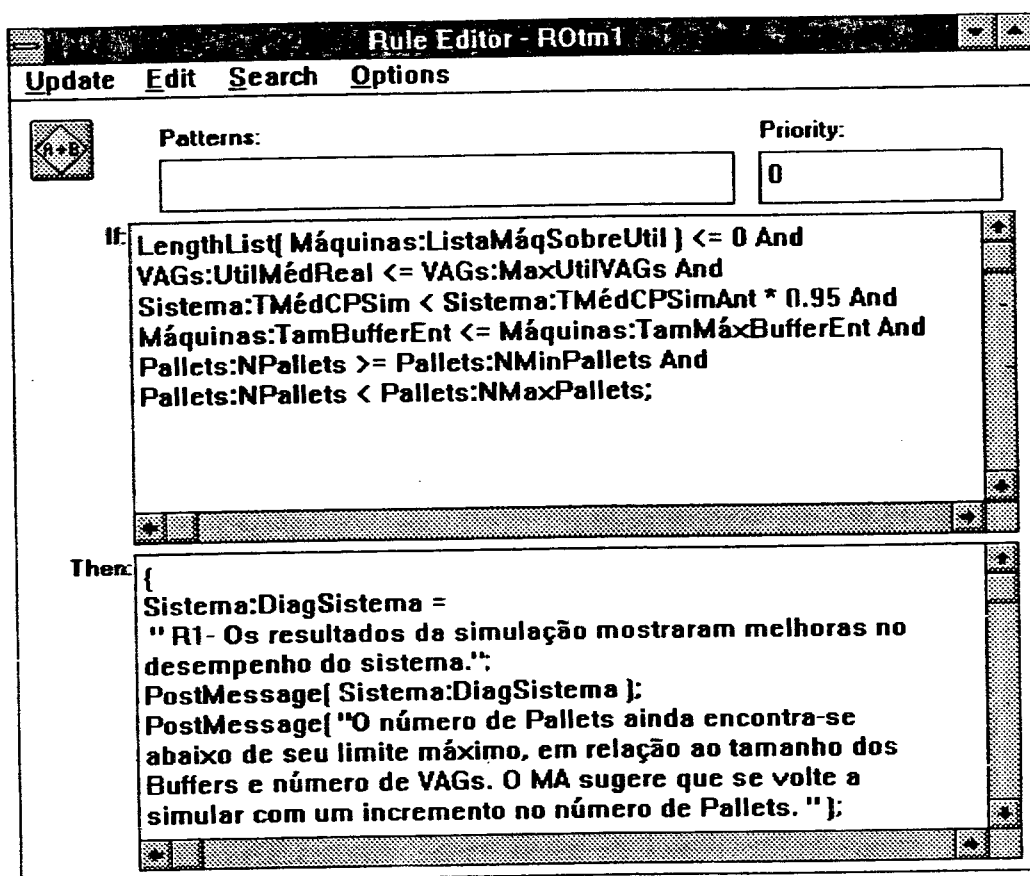 Rule Editor - ROtm1
Update Edit Search Options
A+B
Patterns:
Priority:
0
If:
LengthList( Máquinas:ListaMáqSobreUtil ) <= 0 And
VAGs:UtilMédReal <= VAGs:MaxUtilVAGs And
Sistema:TMédCPSim < Sistema:TMédCPSimAnt * 0.95 And
Máquinas:TamBufferEnt <= Máquinas:TamMáxBufferEnt And
Pallets:NPallets >= Pallets:NMinPallets And
Pallets:NPallets < Pallets:NMaxPallets;
Then:
{
Sistema:DiagSistema =
" R1- Os resultados da simulação mostraram melhoras no
desempenho do sistema.";
PostMessage( Sistema:DiagSistema );
PostMessage( "O número de Pallets ainda encontra-se
abaixo de seu limite máximo, em relação ao tamanho dos
Buffers e número de VAGs. O MA sugere que se volte a
simular com um incremento no número de Pallets. " );